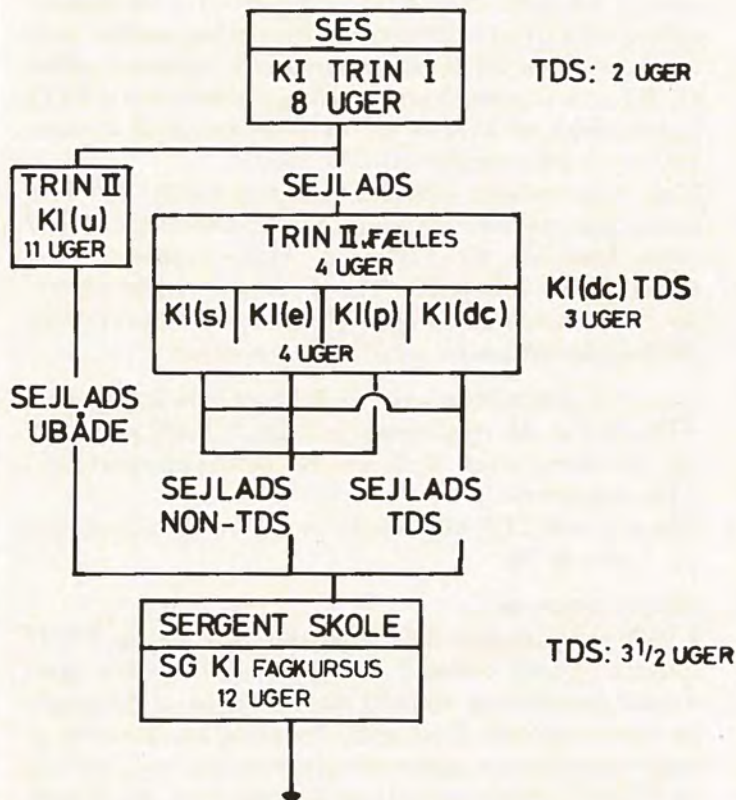 SES
KI TRIN I
8 UGER
TDS: 2 UGER
TRIN II
KI(u)
11 UGER
SEJLADS
TRIN II, FÆLLES
4 UGER
KI(s) KI(e) KI(p) KI(dc)
4 UGER
KI(dc) TDS
3 UGER
SEJLADS
UBÅDE
SEJLADS
NON-TDS
SEJLADS
TDS
SERGENT SKOLE
SG KI FAGKURSUS
12 UGER
TDS: 3 1/2 UGER